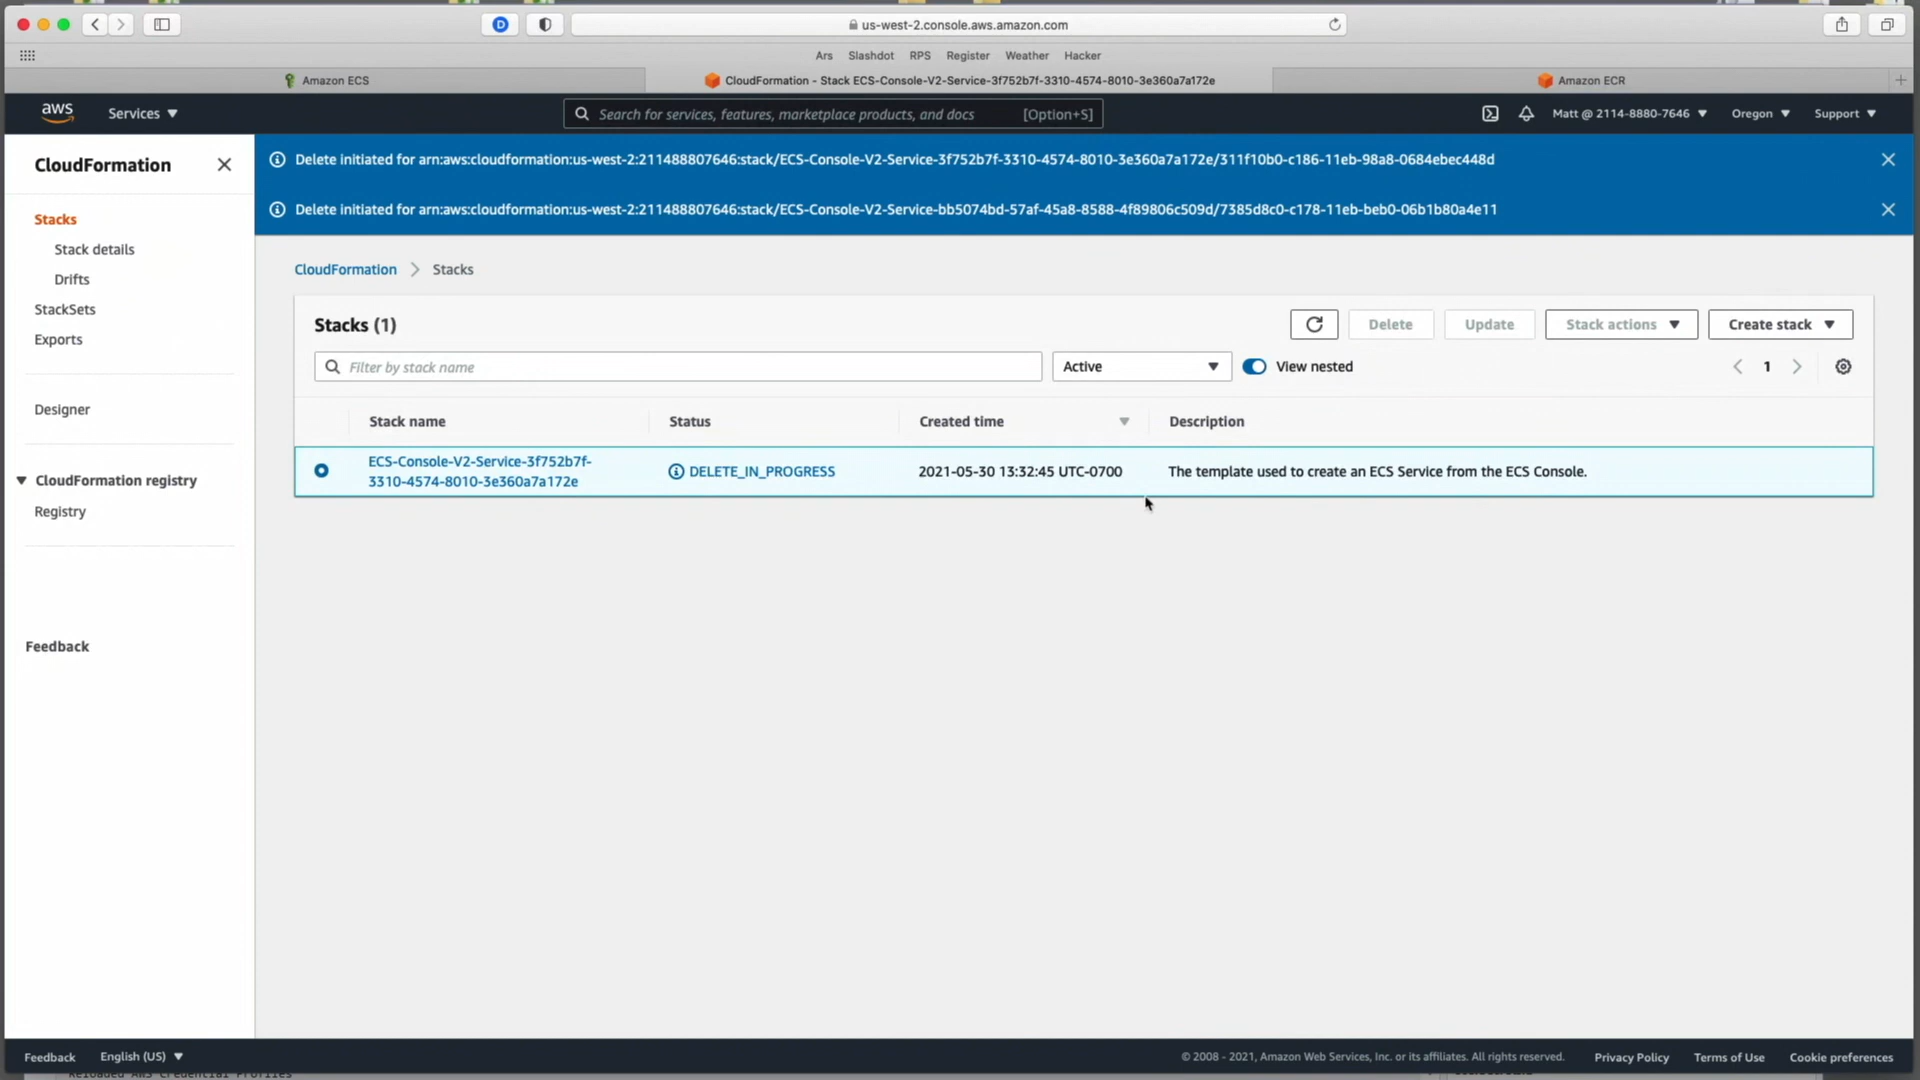 D
us-west-2.console.aws.amazon.com
Ars Slashdot RPS Register Weather Hacker
Amazon ECS
CloudFormation - Stack ECS-Console-V2-Service-3f752b7f-3310-4574-8010-3e360a7a172e
Amazon ECR
aws
Services
Search for services, features, marketplace products, and docs [Option+S]
Matt @ 2114-8880-7646
Oregon
Support
CloudFormation
Stacks
Stack details
Drifts
StackSets
Exports
Designer
CloudFormation registry
Registry
Feedback
Delete initiated for arn:aws:cloudformation:us-west-2:211488807646:stack/ECS-Console-V2-Service-3f752b7f-3310-4574-8010-3e360a7a172e/311f10b0-c186-11eb-98a8-0684ebec448d
Delete initiated for arn:aws:cloudformation:us-west-2:211488807646:stack/ECS-Console-V2-Service-bb5074bd-57af-45a8-8588-4f89806c509d/7385d8c0-c178-11eb-beb0-06b1b80a4e11
CloudFormation > Stacks
Stacks (1)
Delete
Update
Stack actions
Create stack
Filter by stack name
Active
View nested
1
Stack name Status Created time Description
ECS-Console-V2-Service-3f752b7f-
3310-4574-8010-3e360a7a172e
DELETE_IN_PROGRESS
2021-05-30 13:32:45 UTC-0700
The template used to create an ECS Service from the ECS Console.
Feedback
English (US)
© 2008 - 2021, Amazon Web Services, Inc. or its affiliates. All rights reserved.
Privacy Policy
Terms of Use
Cookie preferences
Reloaded AWS Credential Profiles